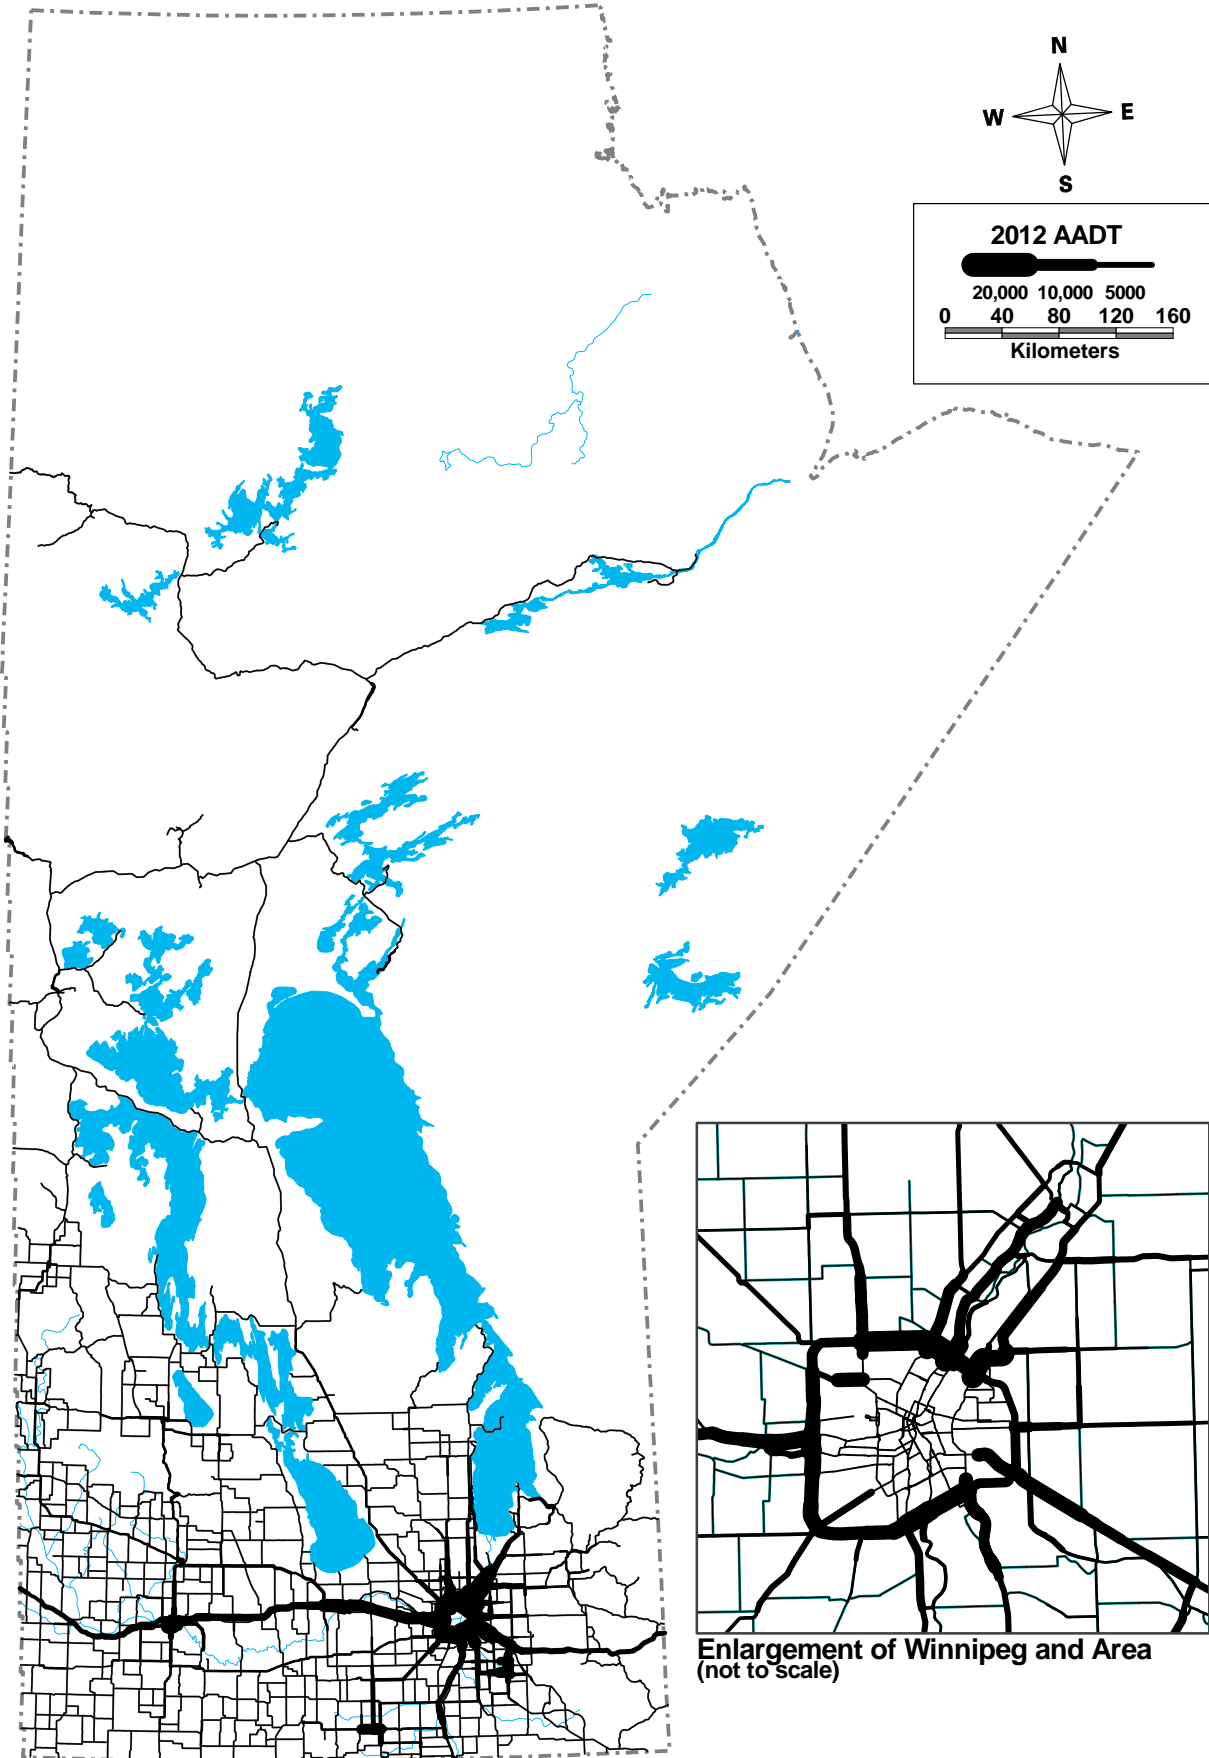 N
W E
S
2012 AADT
20,000 10,000 5000
0 40 80 120 160
Kilometers
Enlargement of Winnipeg and Area
(not to scale)